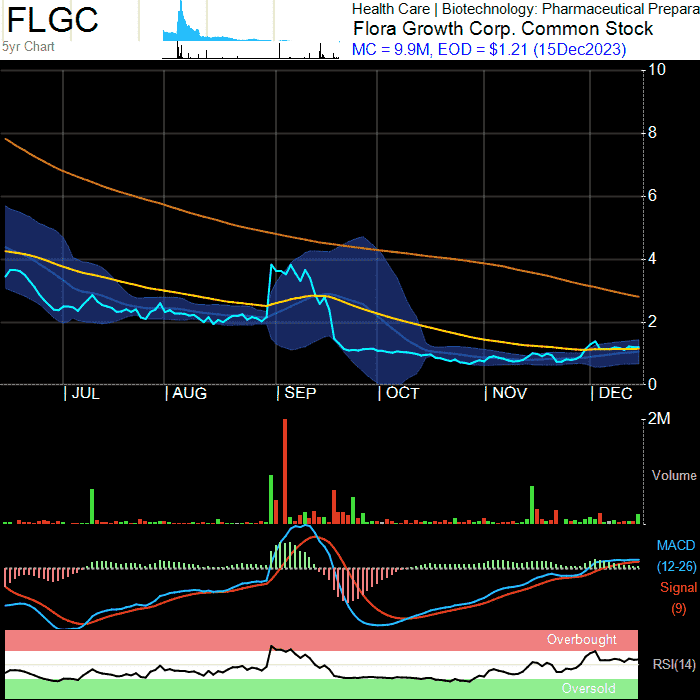 FLGC
5yr Chart
Health Care | Biotechnology: Pharmaceutical Prepara
Flora Growth Corp. Common Stock
MC = 9.9M, EOD = $1.21 (15Dec2023)
10
8
6
4
2
0
| JUL
| AUG
| SEP
| OCT
| NOV
| DEC
2M
Volume
MACD
(12-26)
Signal
(9)
Overbought
RSI(14)
Oversold